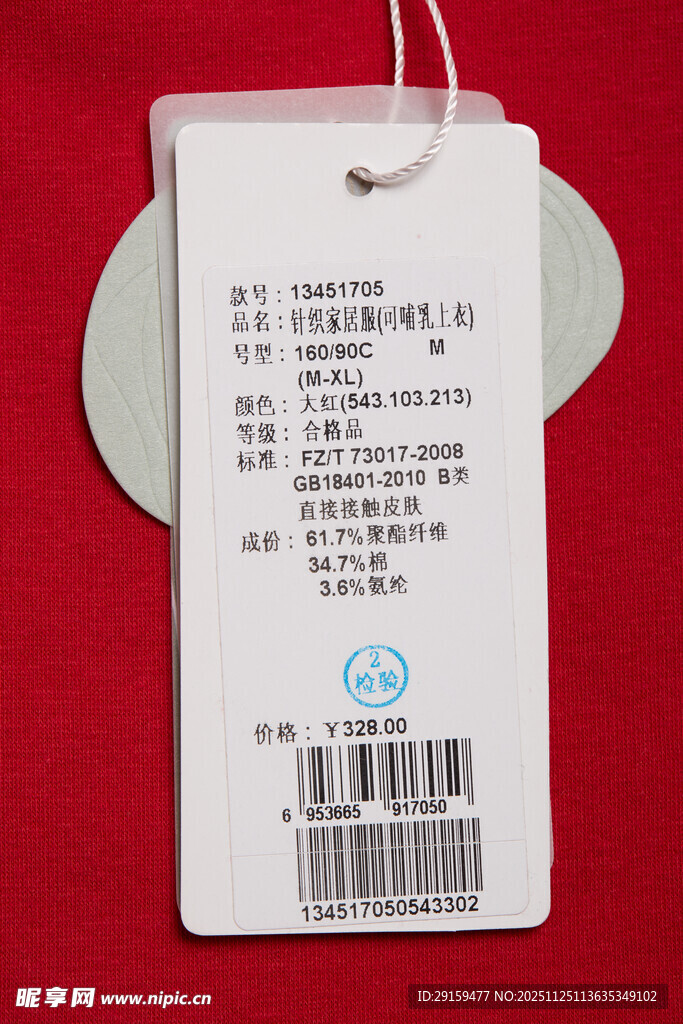 款号：13451705
品名：针织家居服(可哺乳上衣)
号型：160/90C M
(M-XL)
颜色：大红(543.103.213)
等级：合格品
标准：FZ/T 73017-2008
GB18401-2010 B类
直接接触皮肤
成份：61.7%聚酯纤维
34.7%棉
3.6%氨纶
2
检验
价格：￥328.00
6 953665 917050
134517050543302
昵享网 www.nipic.cn
ID:29159477 NO:20251125113635349102